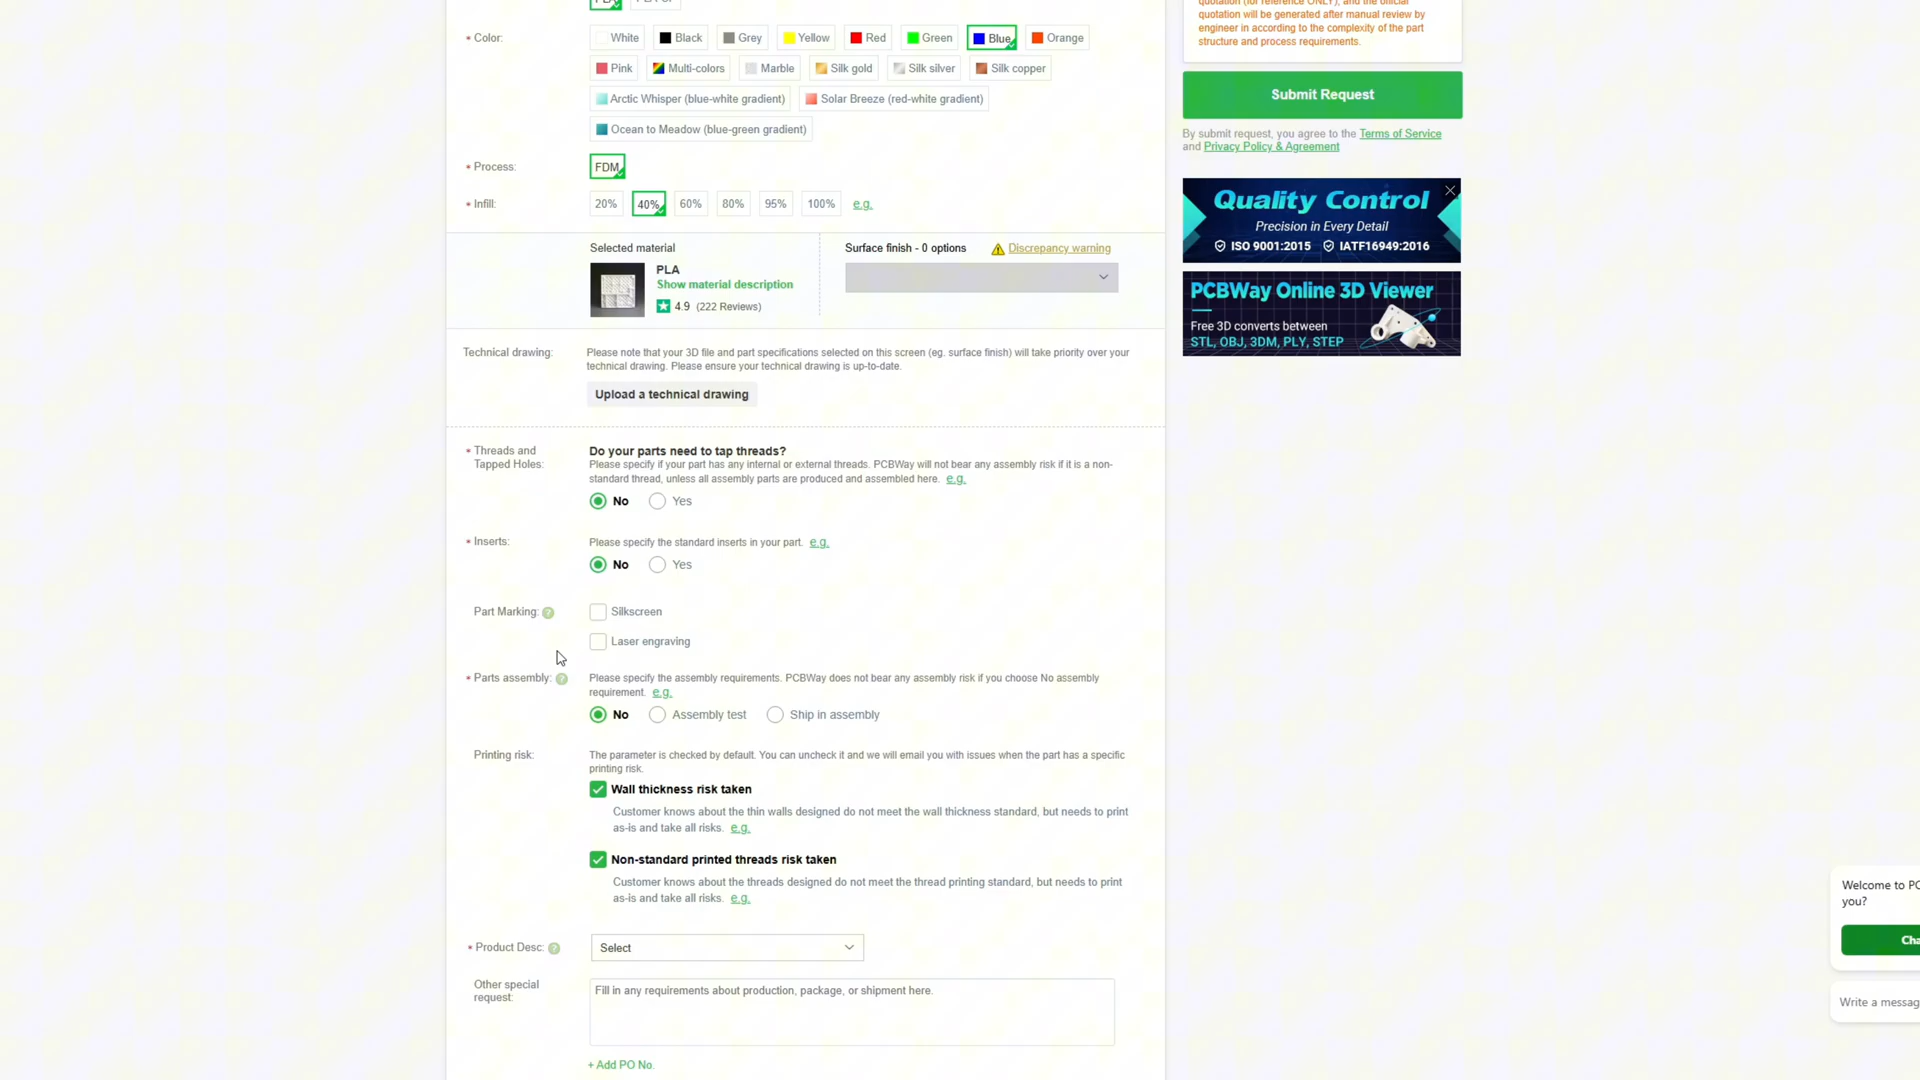 quotation (for reference ONLY), and the official
quotation will be generated after manual review by
engineer in according to the complexity of the part
structure and process requirements.
* Color:
White
Black
Grey
Yellow
Red
Green
Blue
Orange
Pink
Multi-colors
Marble
Silk gold
Silk silver
Silk copper
Arctic Whisper (blue-white gradient)
Solar Breeze (red-white gradient)
Ocean to Meadow (blue-green gradient)
Submit Request
By submit request, you agree to the Terms of Service
and Privacy Policy & Agreement
* Process:
FDM
* Infill:
20%
40%
60%
80%
95%
100%
e.g.
Quality Control
Precision in Every Detail
ISO 9001:2015 IATF16949:2016
Selected material
PLA
Show material description
4.9 (222 Reviews)
Surface finish - 0 options
Discrepancy warning
PCBWay Online 3D Viewer
Free 3D converts between
STL, OBJ, 3DM, PLY, STEP
Technical drawing:
Please note that your 3D file and part specifications selected on this screen (eg. surface finish) will take priority over your
technical drawing. Please ensure your technical drawing is up-to-date.
Upload a technical drawing
* Threads and
Tapped Holes:
Do your parts need to tap threads?
Please specify if your part has any internal or external threads. PCBWay will not bear any assembly risk if it is a non-
standard thread, unless all assembly parts are produced and assembled here. e.g.
No
Yes
* Inserts:
Please specify the standard inserts in your part. e.g.
No
Yes
Part Marking: ?
Silkscreen
Laser engraving
* Parts assembly: ?
Please specify the assembly requirements. PCBWay does not bear any assembly risk if you choose No assembly
requirement. e.g.
No
Assembly test
Ship in assembly
Printing risk:
The parameter is checked by default. You can uncheck it and we will email you with issues when the part has a specific
printing risk.
Wall thickness risk taken
Customer knows about the thin walls designed do not meet the wall thickness standard, but needs to print
as-is and take all risks. e.g.
Non-standard printed threads risk taken
Customer knows about the threads designed do not meet the thread printing standard, but needs to print
as-is and take all risks. e.g.
Welcome to PC
you?
Cha
Write a messag
* Product Desc: ?
Select
Other special
request:
Fill in any requirements about production, package, or shipment here.
+ Add PO No.